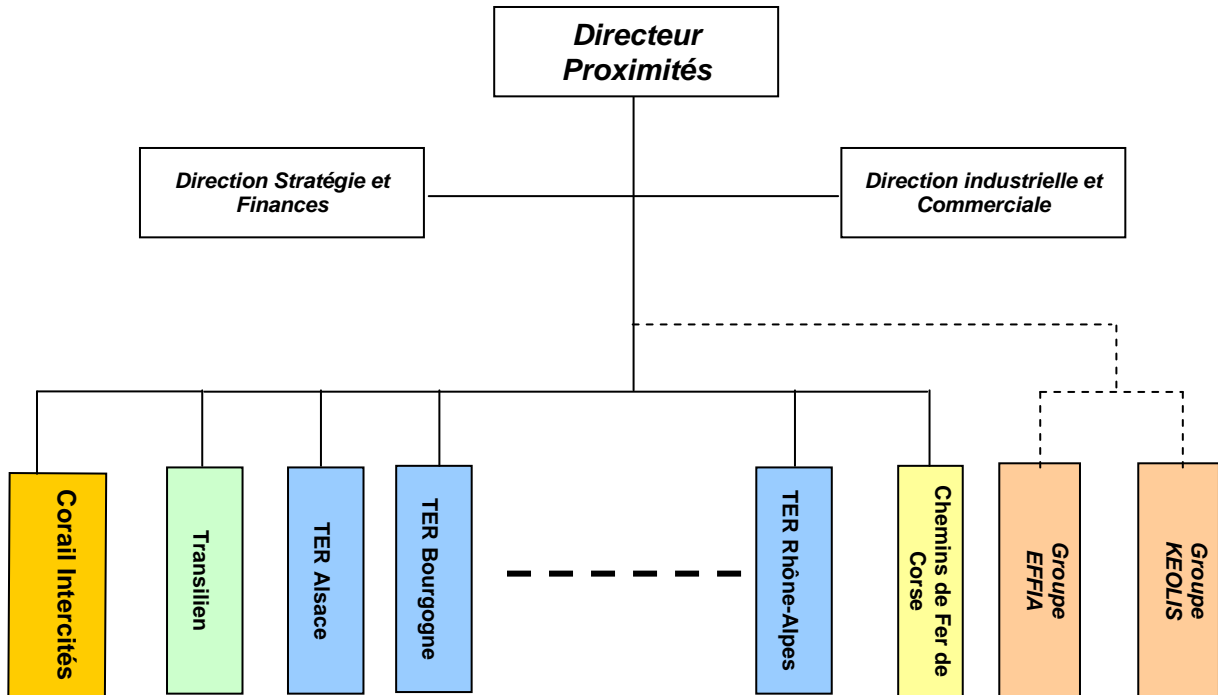 Directeur
Proximités
Direction Stratégie et
Finances
Direction industrielle et
Commerciale
Corail Intercités
Transilien
TER Alsace
TER Bourgogne
TER Rhône-Alpes
Chemins de Fer de
Corse
Groupe
EFFIA
Groupe
KEOLIS